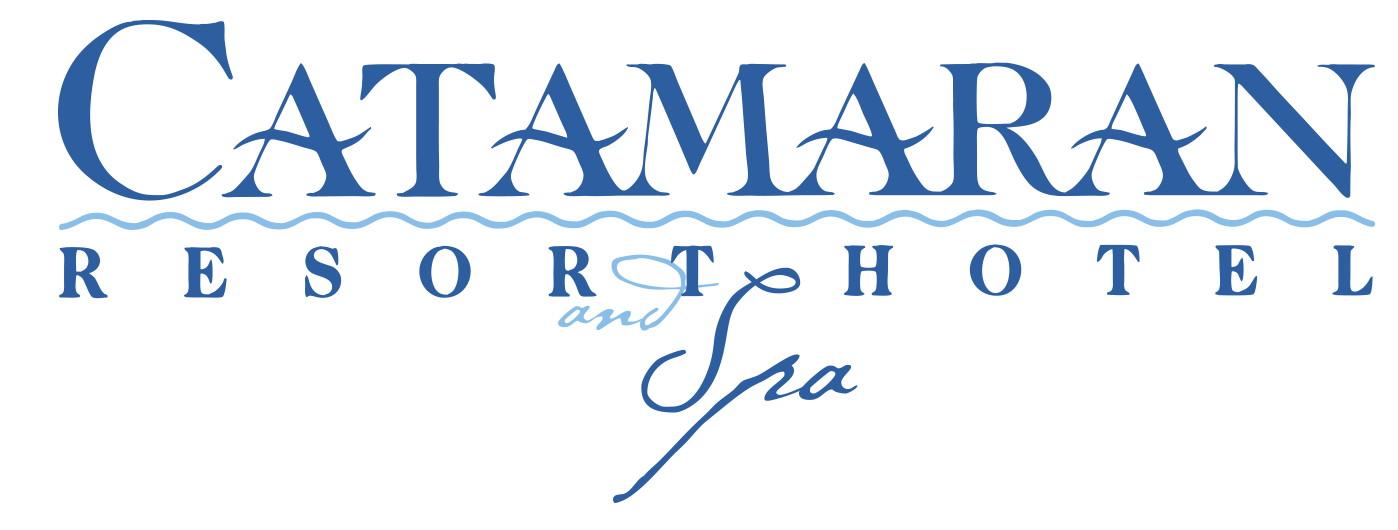 CATAMARAN
RESORT HOTEL
and
Spa